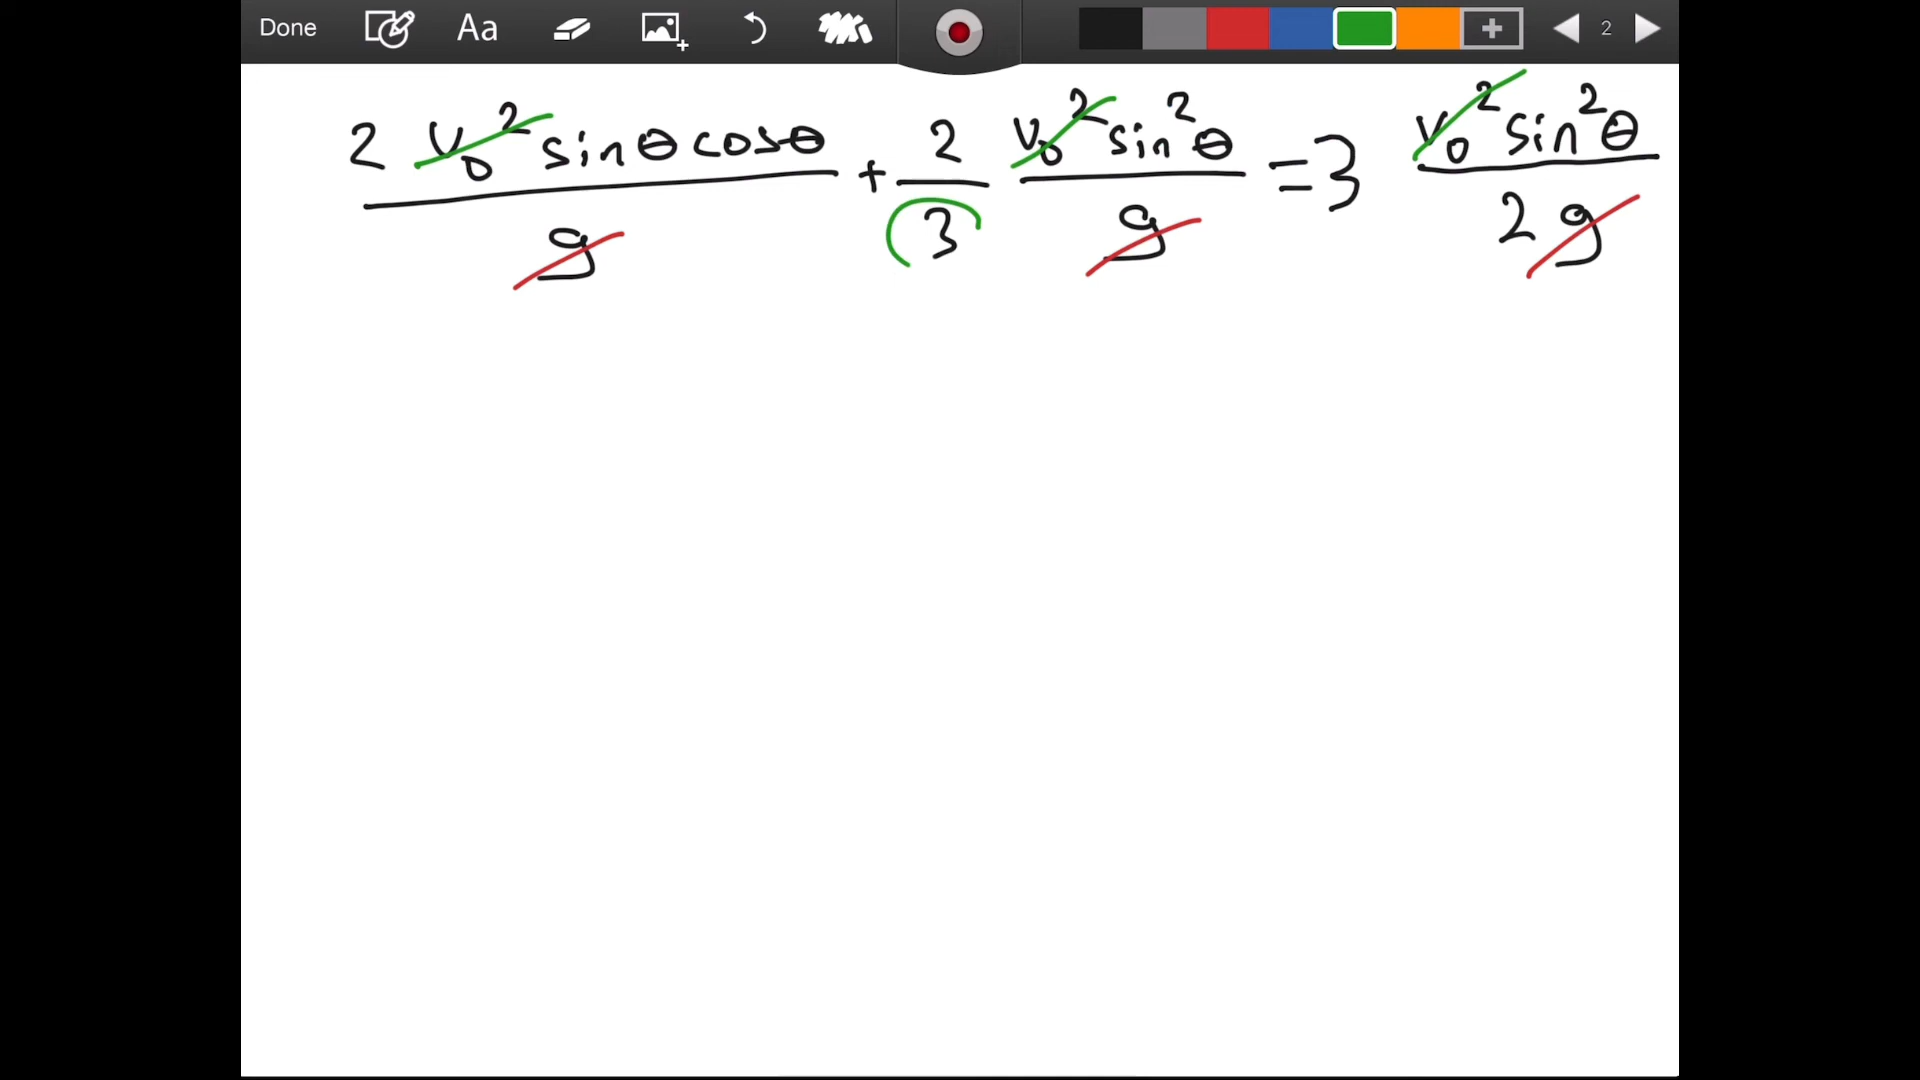 Done Aa 2
2 v₀² sinθ cosθ / g + 2/3 v₀² sin²θ / g = 3 v₀² sin²θ / 2g